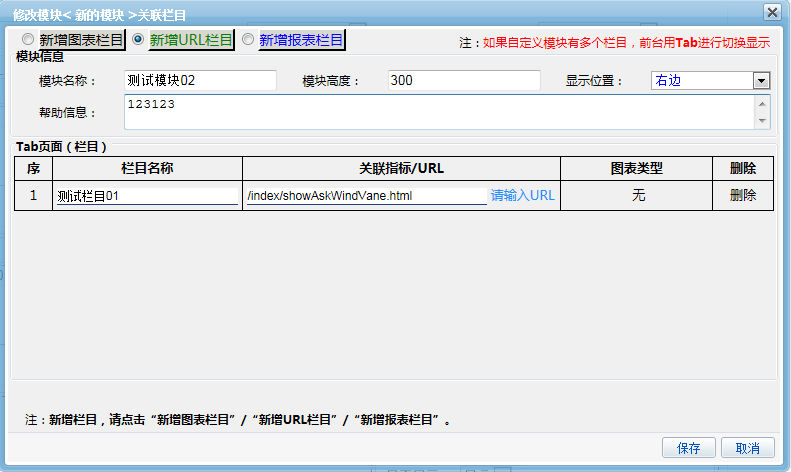 修改模块< 新的模块 >关联栏目
新增图表栏目 新增URL栏目 新增报表栏目 注：如果自定义模块有多个栏目，前台用Tab进行切换显示
模块信息
模块名称： 测试模块02 模块高度： 300 显示位置： 右边
帮助信息： 123123
Tab页面（栏目）
序 栏目名称 关联指标/URL 图表类型 删除
1 测试栏目01 /index/showAskWindVane.html 请输入URL 无 删除
注：新增栏目，请点击“新增图表栏目”/“新增URL栏目”/“新增报表栏目”。
保存 取消